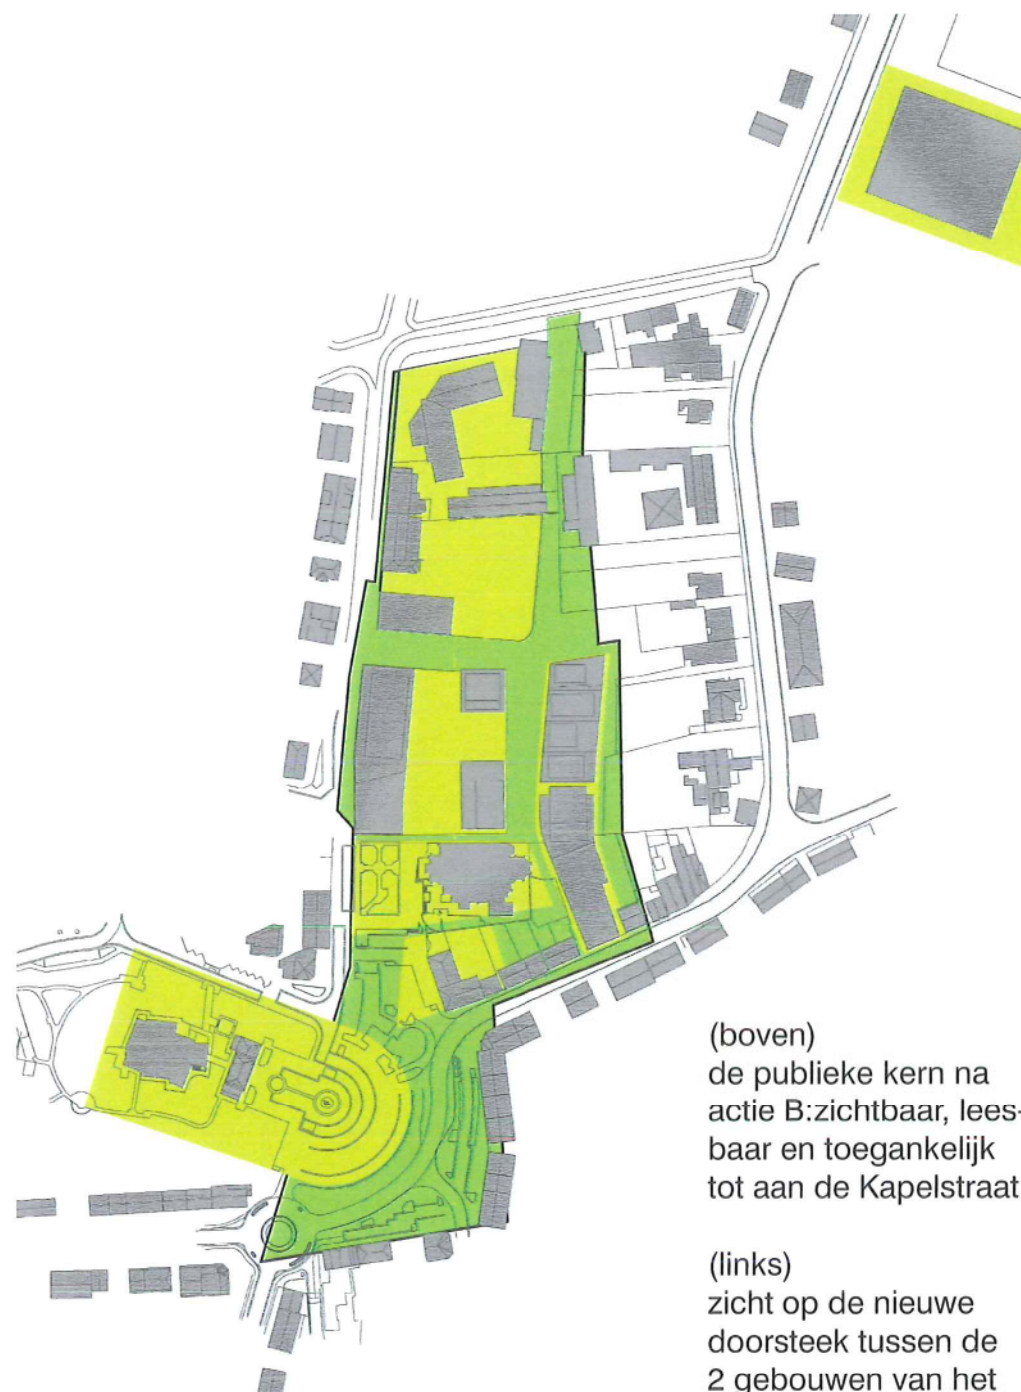 (boven)
de publieke kern na
actie B:zichtbaar, lees-
baar en toegankelijk
tot aan de Kapelstraat
(links)
zicht op de nieuwe
doorsteek tussen de
2 gebouwen van het